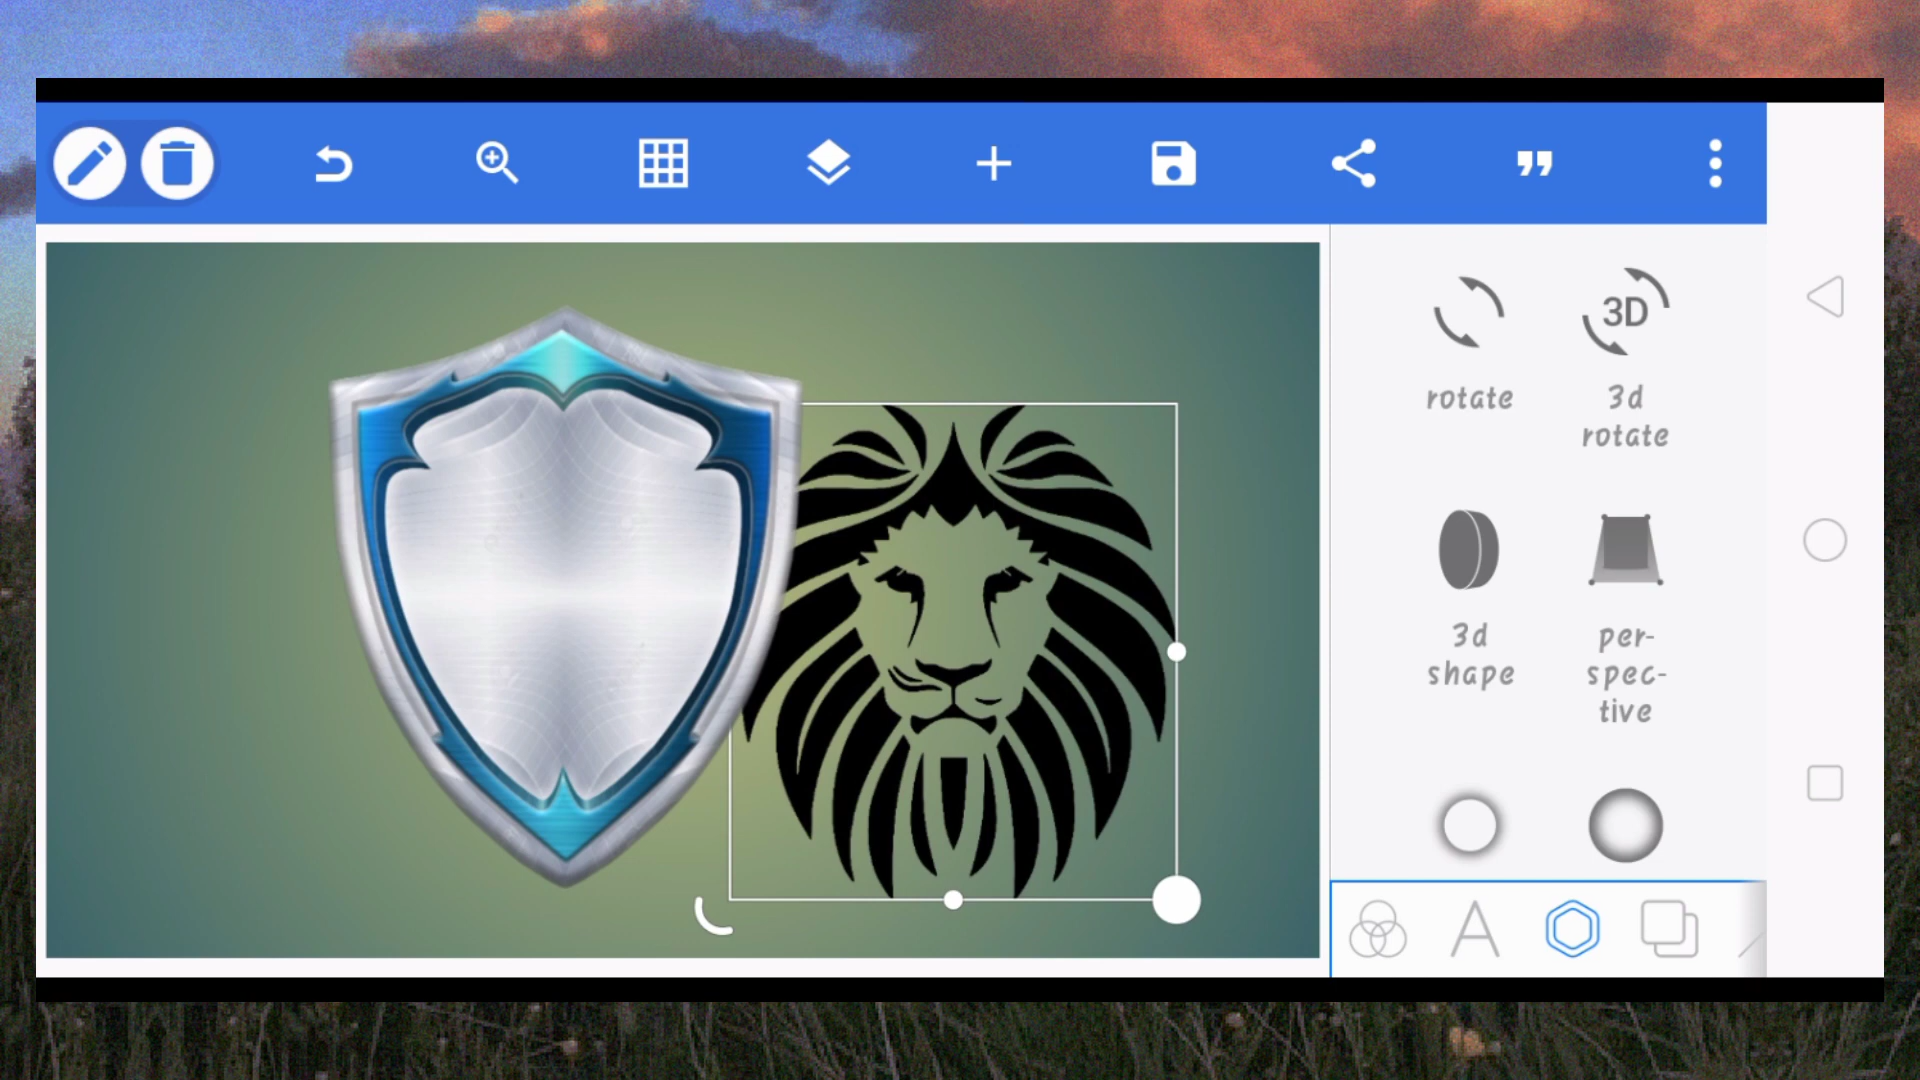 rotate
3D
3d
rotate
3d
shape
per-
spec-
tive
A